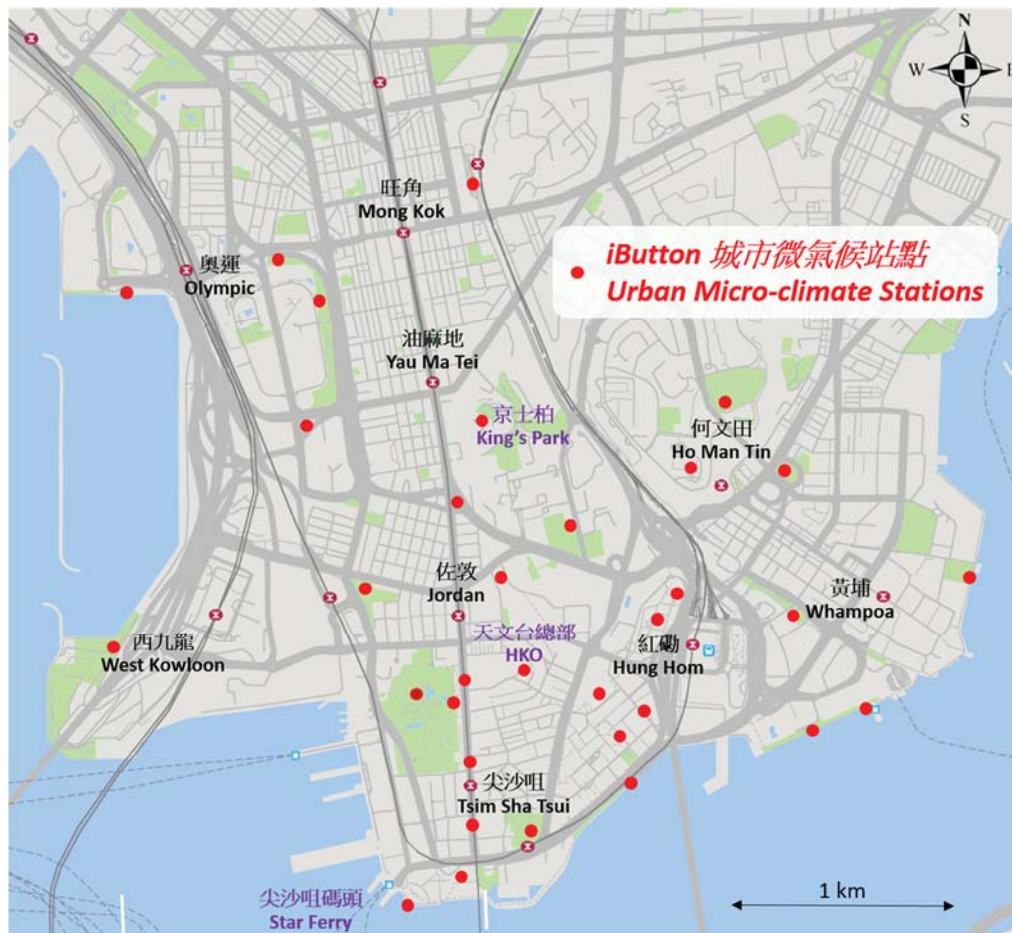 N
W
E
S
旺角
Mong Kok
iButton 城市微氣候站點
Urban Micro-climate Stations
奧運
Olympic
油麻地
Yau Ma Tei
京士柏
King's Park
何文田
Ho Man Tin
佐敦
Jordan
黃埔
Whampoa
天文台總部
HKO
西九龍
West Kowloon
紅磡
Hung Hom
尖沙咀
Tsim Sha Tsui
尖沙咀碼頭
Star Ferry
1 km